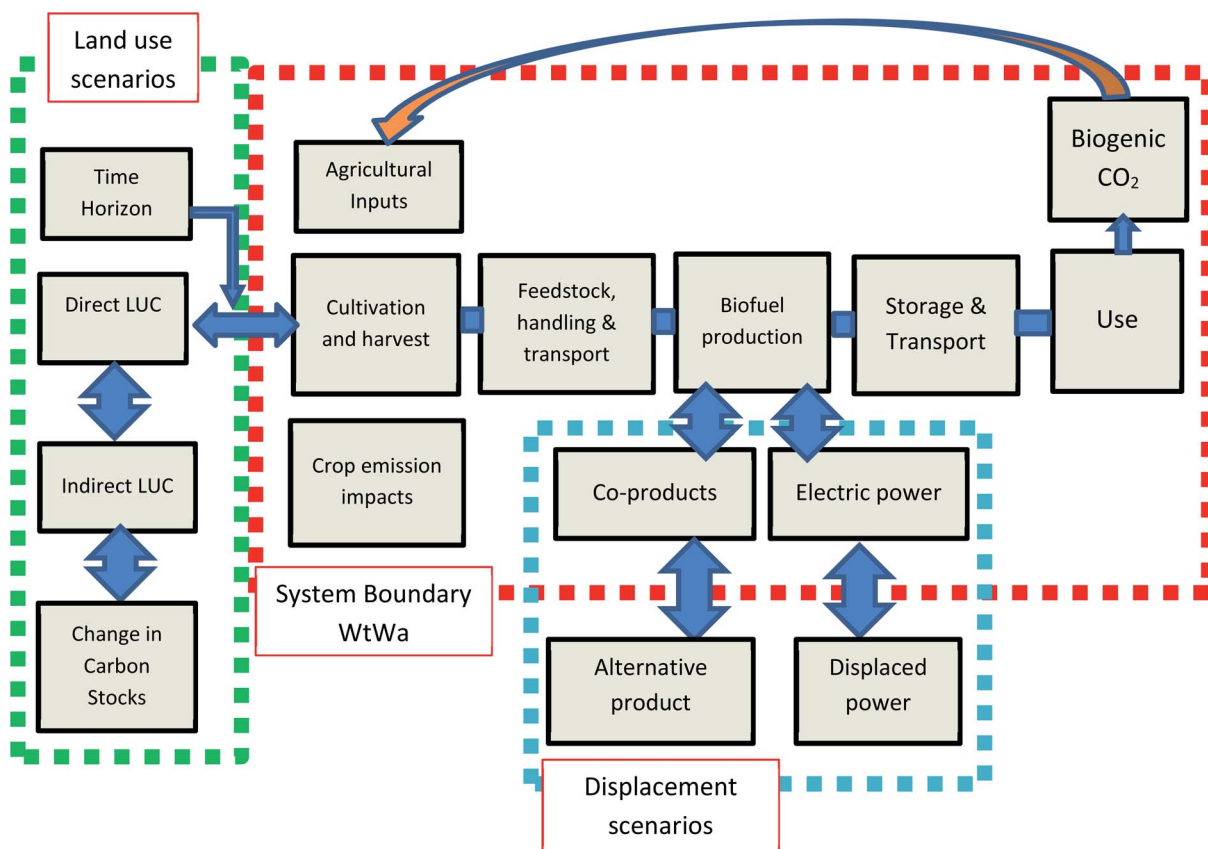 Land use
scenarios
Time
Horizon
Direct LUC
Indirect LUC
Change in
Carbon
Stocks
Agricultural
Inputs
Cultivation
and harvest
Crop emission
impacts
System Boundary
WtWa
Feedstock,
handling &
transport
Biofuel
production
Storage &
Transport
Use
Biogenic
CO₂
Co-products
Electric power
Alternative
product
Displaced
power
Displacement
scenarios